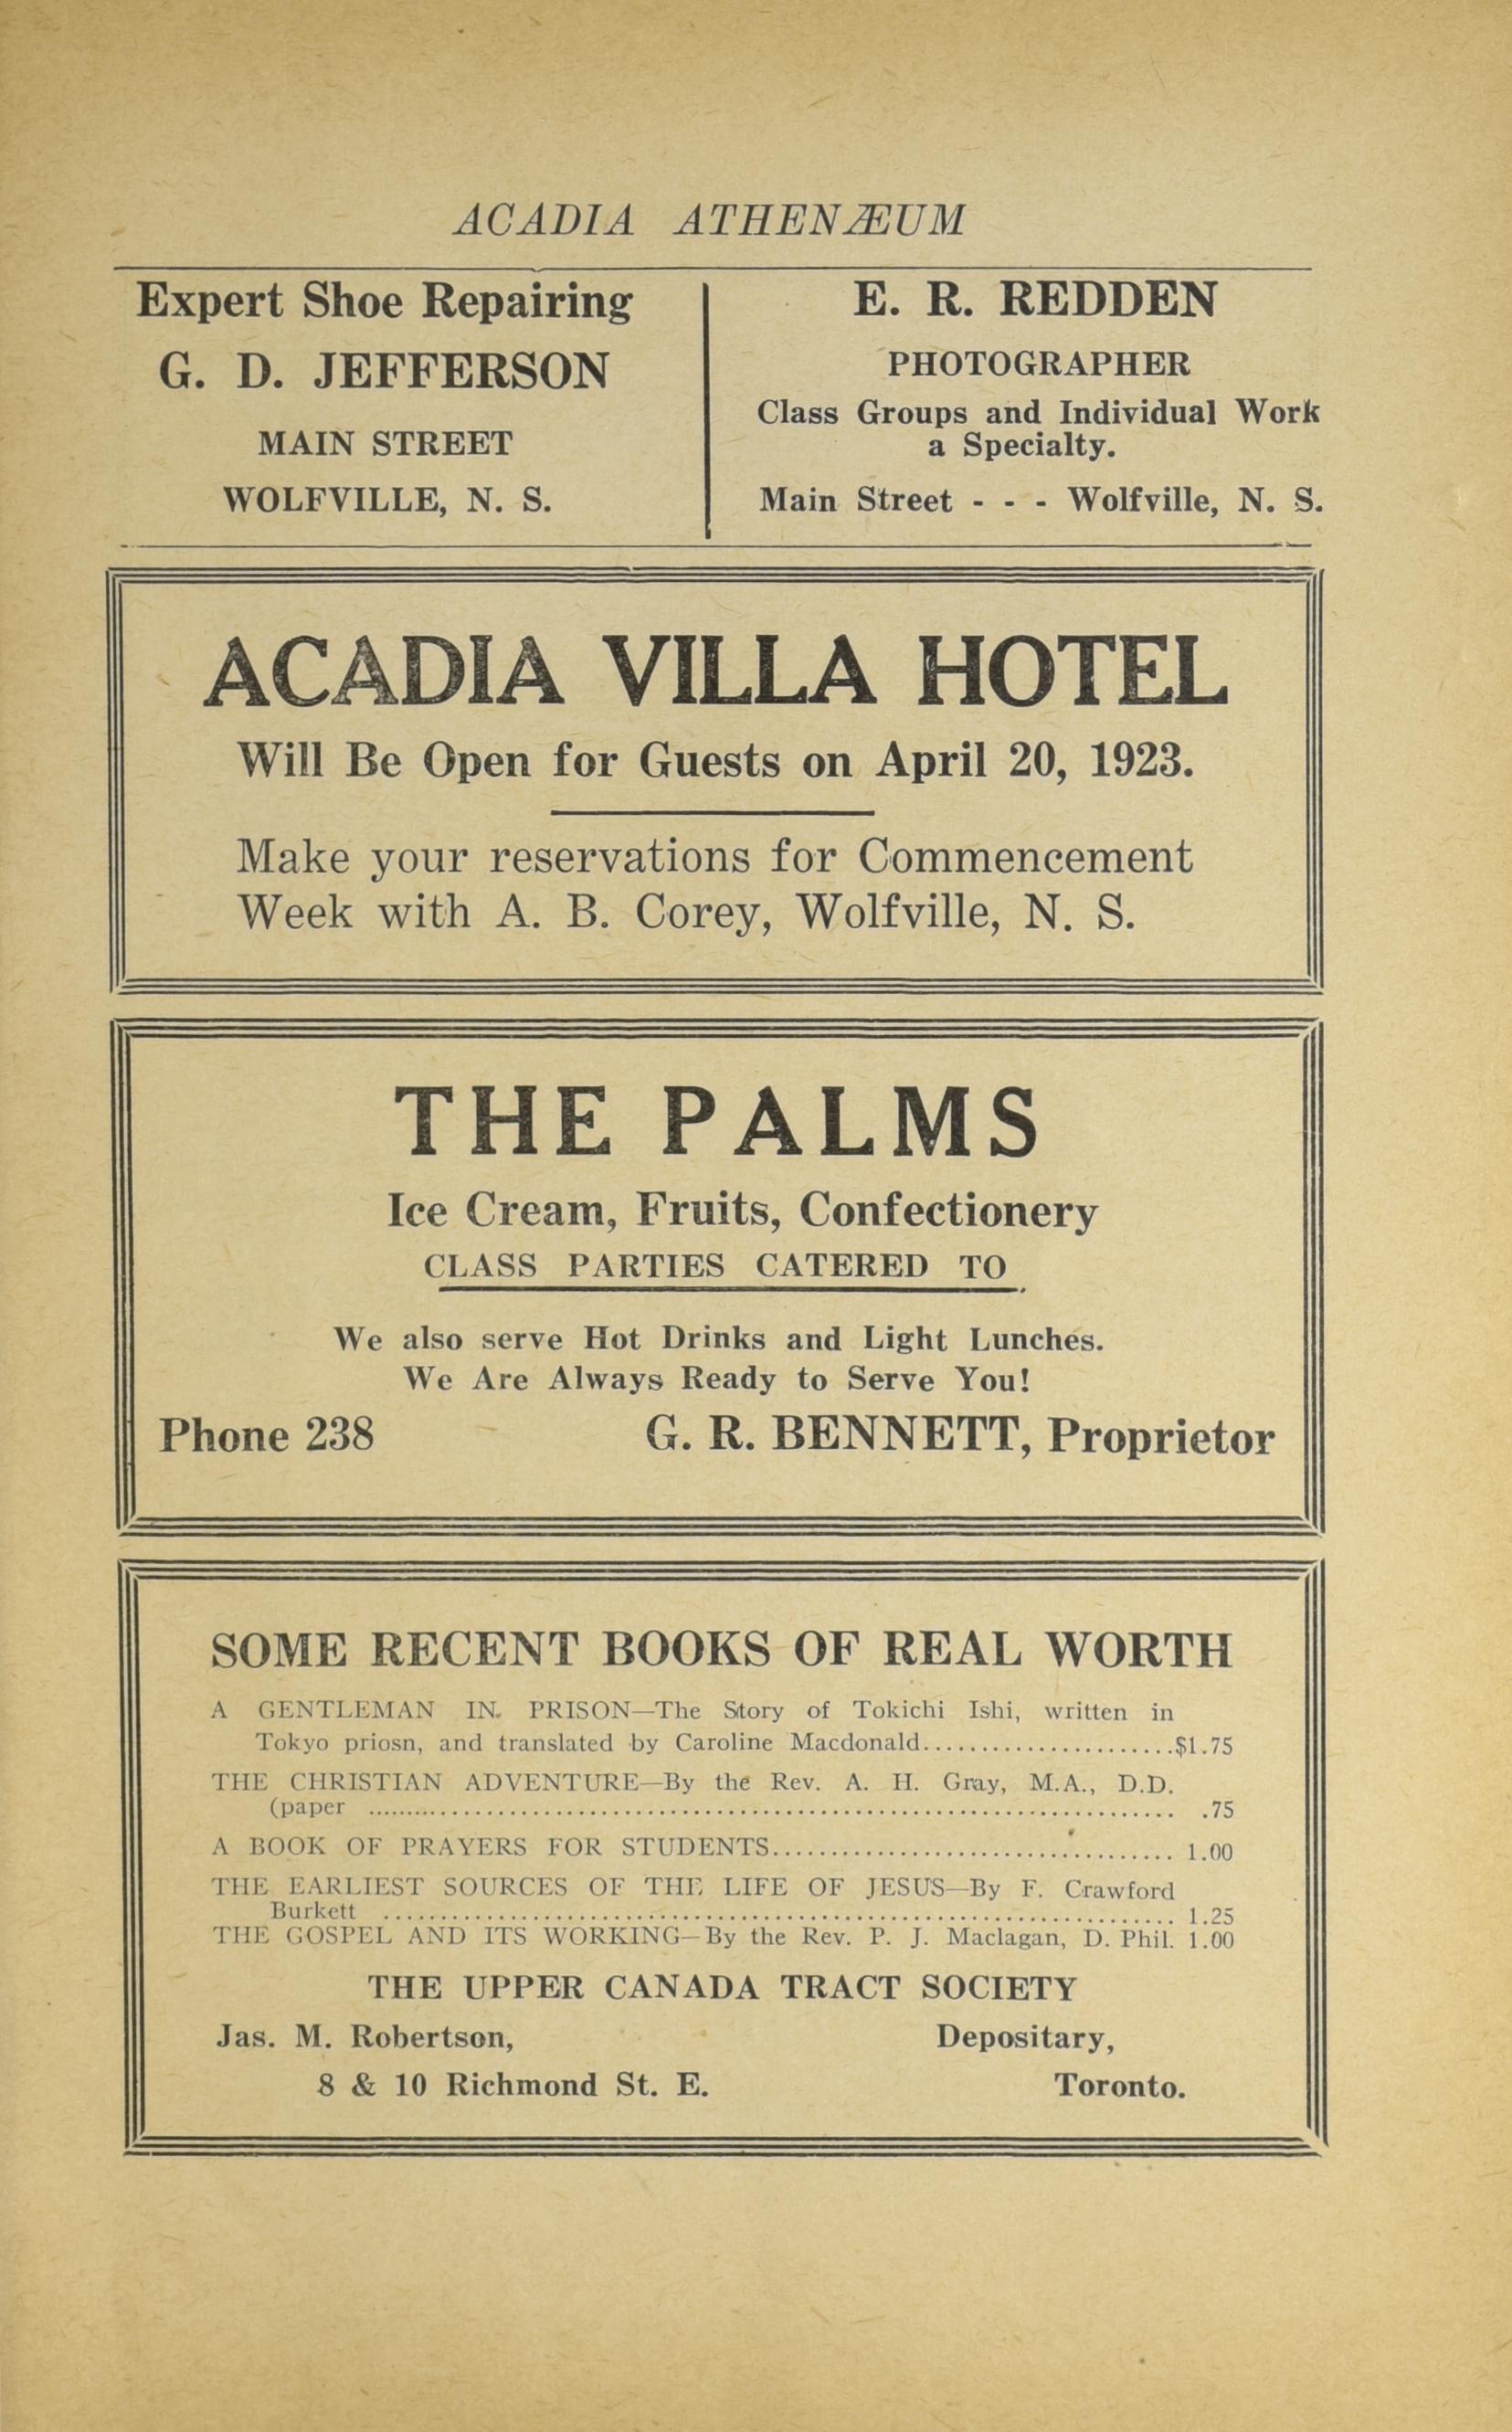 ACADIA ATHENÆUM
Expert Shoe Repairing
G. D. JEFFERSON
MAIN STREET
WOLFVILLE, N. S.
E. R. REDDEN
PHOTOGRAPHER
Class Groups and Individual Work
a Specialty.
Main Street - - - Wolfville, N. S.
ACADIA VILLA HOTEL
Will Be Open for Guests on April 20, 1923.
Make your reservations for Commencement
Week with A. B. Corey, Wolfville, N. S.
THE PALMS
Ice Cream, Fruits, Confectionery
CLASS PARTIES CATERED TO
We also serve Hot Drinks and Light Lunches.
We Are Always Ready to Serve You!
Phone 238 G. R. BENNETT, Proprietor
SOME RECENT BOOKS OF REAL WORTH
A GENTLEMAN IN PRISON—The Story of Tokichi Ishi, written in
Tokyo priosn, and translated by Caroline Macdonald......................$1.75
THE CHRISTIAN ADVENTURE—By the Rev. A. H. Gray, M.A., D.D.
(paper ........................................................................ .75
A BOOK OF PRAYERS FOR STUDENTS................................... 1.00
THE EARLIEST SOURCES OF THE LIFE OF JESUS—By F. Crawford
Burkett ...................................................................... 1.25
THE GOSPEL AND ITS WORKING—By the Rev. P. J. Maclagan, D. Phil. 1.00
THE UPPER CANADA TRACT SOCIETY
Jas. M. Robertson, Depositary,
8 & 10 Richmond St. E. Toronto.